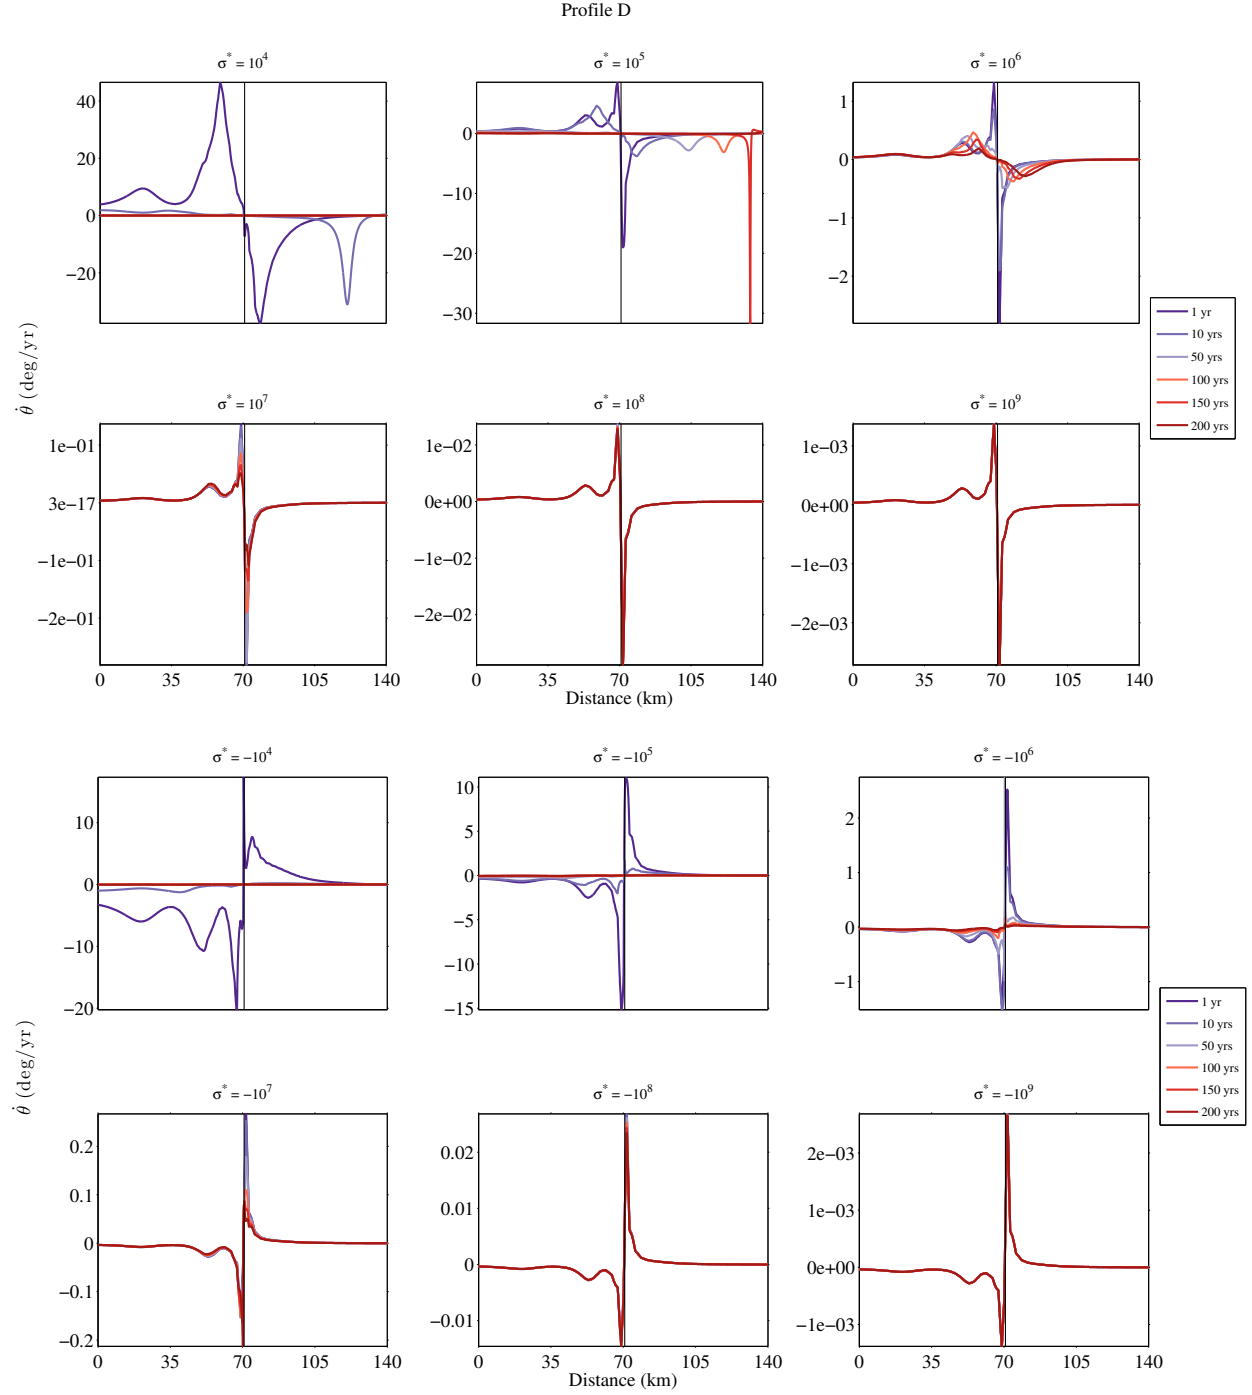 Profile D
σ* = 10⁴
σ* = 10⁵
σ* = 10⁶
40
20
0
−20
0
−10
−20
−30
1
0
−1
−2
1 yr
10 yrs
50 yrs
100 yrs
150 yrs
200 yrs
θ̇ (deg/yr)
σ* = 10⁷
σ* = 10⁸
σ* = 10⁹
1e−01
3e−17
−1e−01
−2e−01
1e−02
0e+00
−1e−02
−2e−02
1e−03
0e+00
−1e−03
−2e−03
0 35 70 105 140
0 35 70 105 140
0 35 70 105 140
Distance (km)
σ* = −10⁴
σ* = −10⁵
σ* = −10⁶
10
0
−10
−20
10
5
0
−5
−10
−15
2
1
0
−1
1 yr
10 yrs
50 yrs
100 yrs
150 yrs
200 yrs
θ̇ (deg/yr)
σ* = −10⁷
σ* = −10⁸
σ* = −10⁹
0.2
0.1
0
−0.1
−0.2
0.02
0.01
0
−0.01
2e−03
1e−03
0e+00
−1e−03
0 35 70 105 140
0 35 70 105 140
0 35 70 105 140
Distance (km)